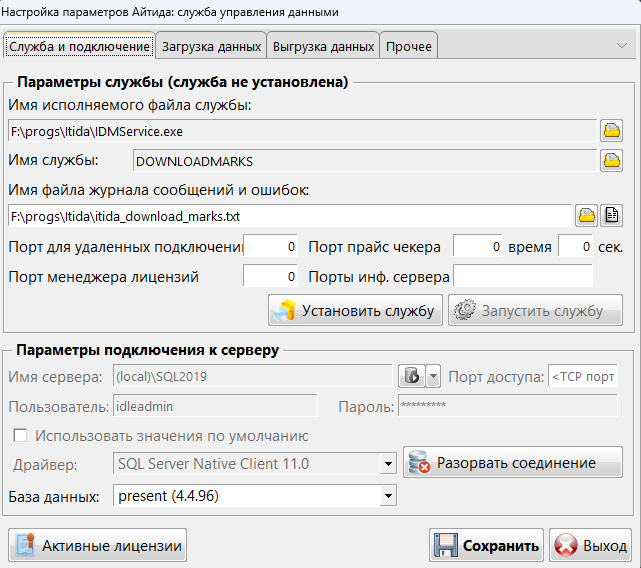 Настройка параметров Айтида: служба управления данными
Служба и подключение Загрузка данных Выгрузка данных Прочее
Параметры службы (служба не установлена)
Имя исполняемого файла службы:
F:\progs\Itida\IDMService.exe
Имя службы: DOWNLOADMARKS
Имя файла журнала сообщений и ошибок:
F:\progs\Itida\itida_download_marks.txt
Порт для удаленных подключени 0 Порт прайс чекера 0 время 0 сек.
Порт менеджера лицензий 0 Порты инф. сервера
Установить службу Запустить службу
Параметры подключения к серверу
Имя сервера: (local)\SQL2019 Порт доступа: <TCP порт
Пользователь: idleadmin Пароль: *********
Использовать значения по умолчанию
Драйвер: SQL Server Native Client 11.0 Разорвать соединение
База данных: present (4.4.96)
Активные лицензии Сохранить Выход